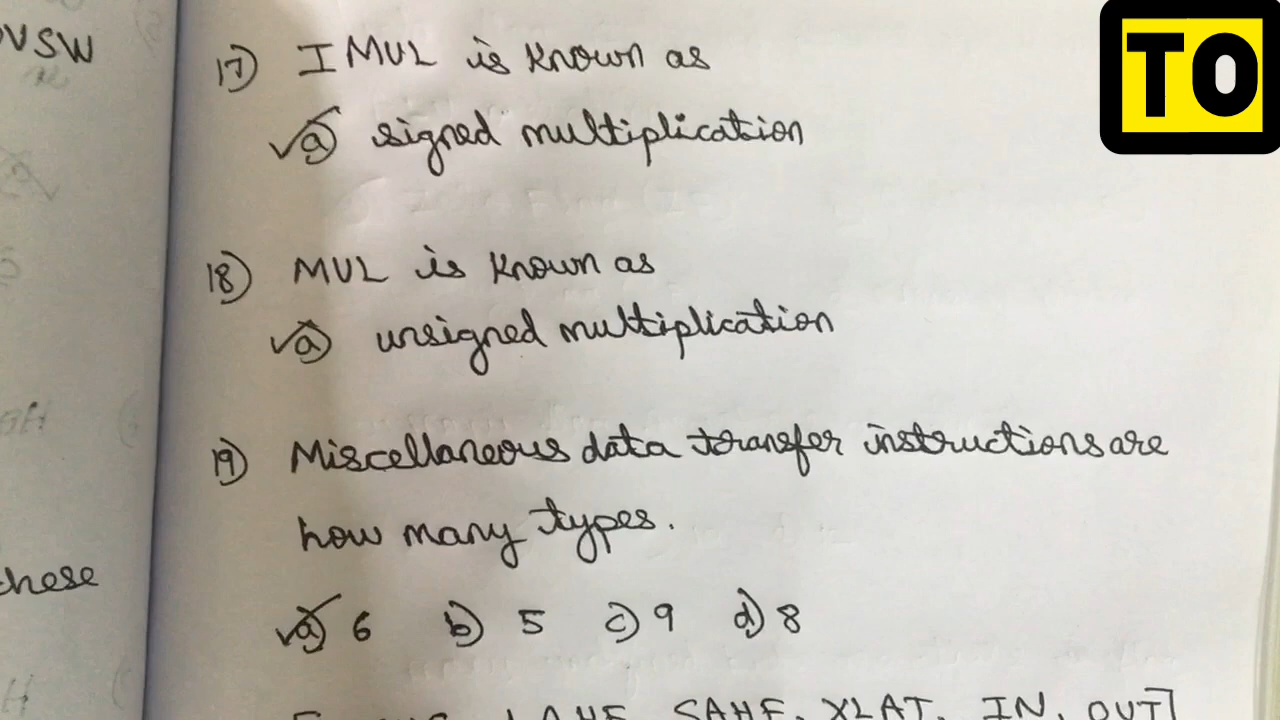 OVSW
TO
17) IMUL is known as
a) signed multiplication
18) MUL is known as
a) unsigned multiplication
19) Miscellaneous data transfer instructions are
how many types.
a) 6 b) 5 c) 9 d) 8
these
LAHF, SAHF, XLAT, IN, OUT]